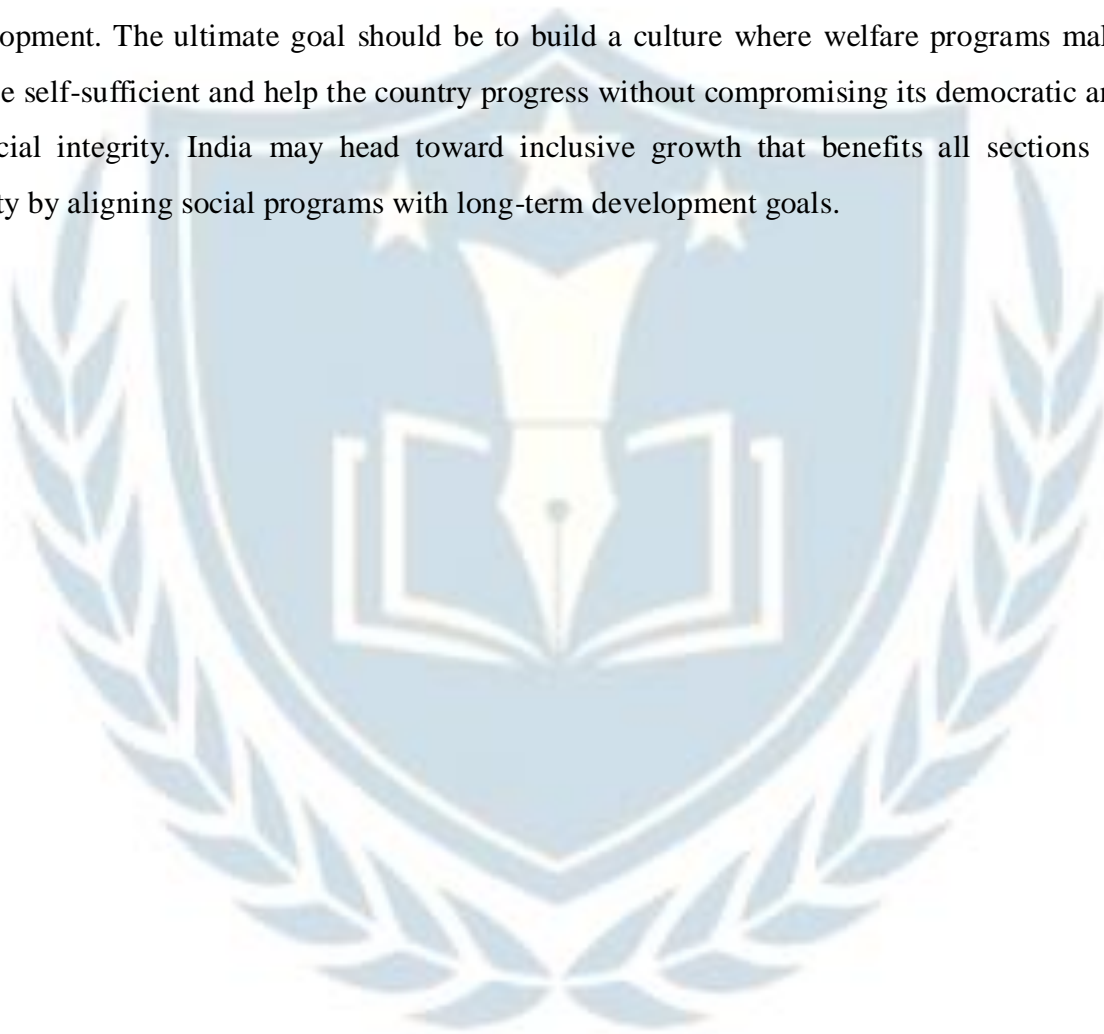 opment. The ultimate goal should be to build a culture where welfare programs mal
e self-sufficient and help the country progress without compromising its democratic an
cial integrity. India may head toward inclusive growth that benefits all sections
ty by aligning social programs with long-term development goals.